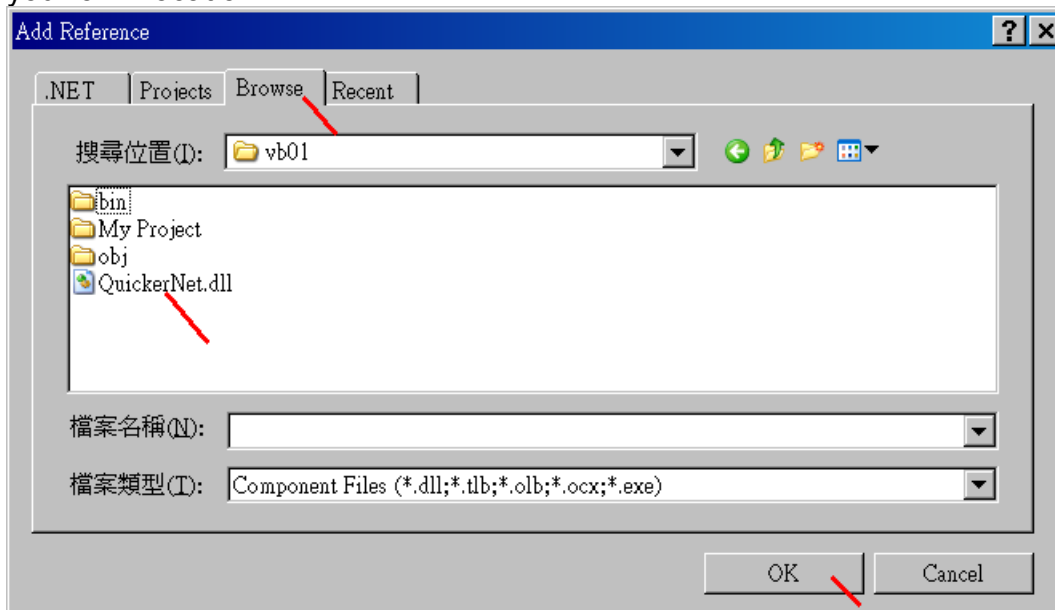 Add Reference
.NET Projects Browse Recent
搜尋位置(I): vb01
bin
My Project
obj
QuickerNet.dll
檔案名稱(N):
檔案類型(T): Component Files (*.dll;*.tlb;*.olb;*.ocx;*.exe)
OK Cancel